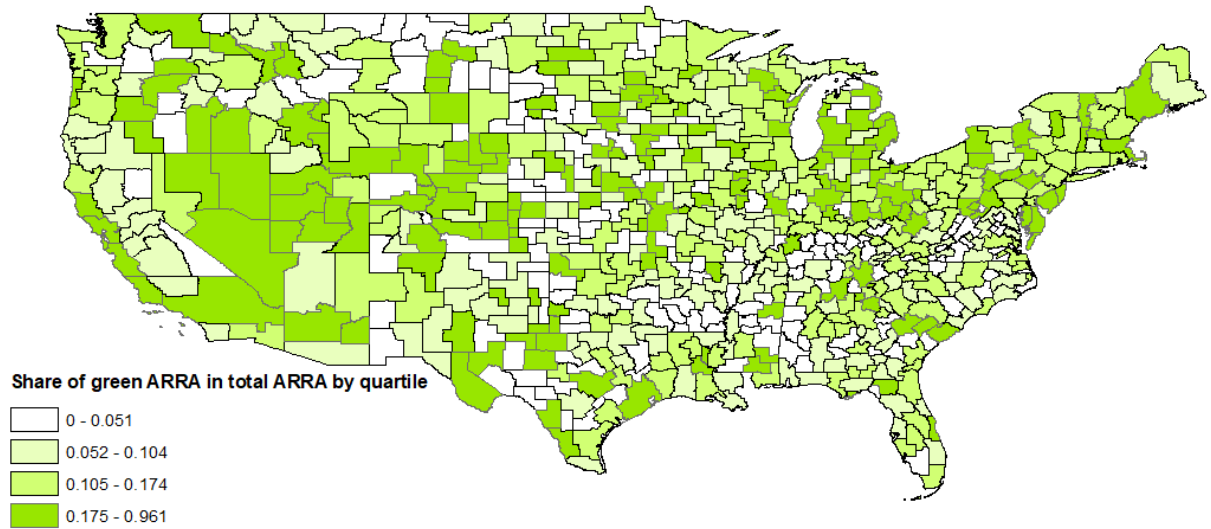 Share of green ARRA in total ARRA by quartile
0 - 0.051
0.052 - 0.104
0.105 - 0.174
0.175 - 0.961